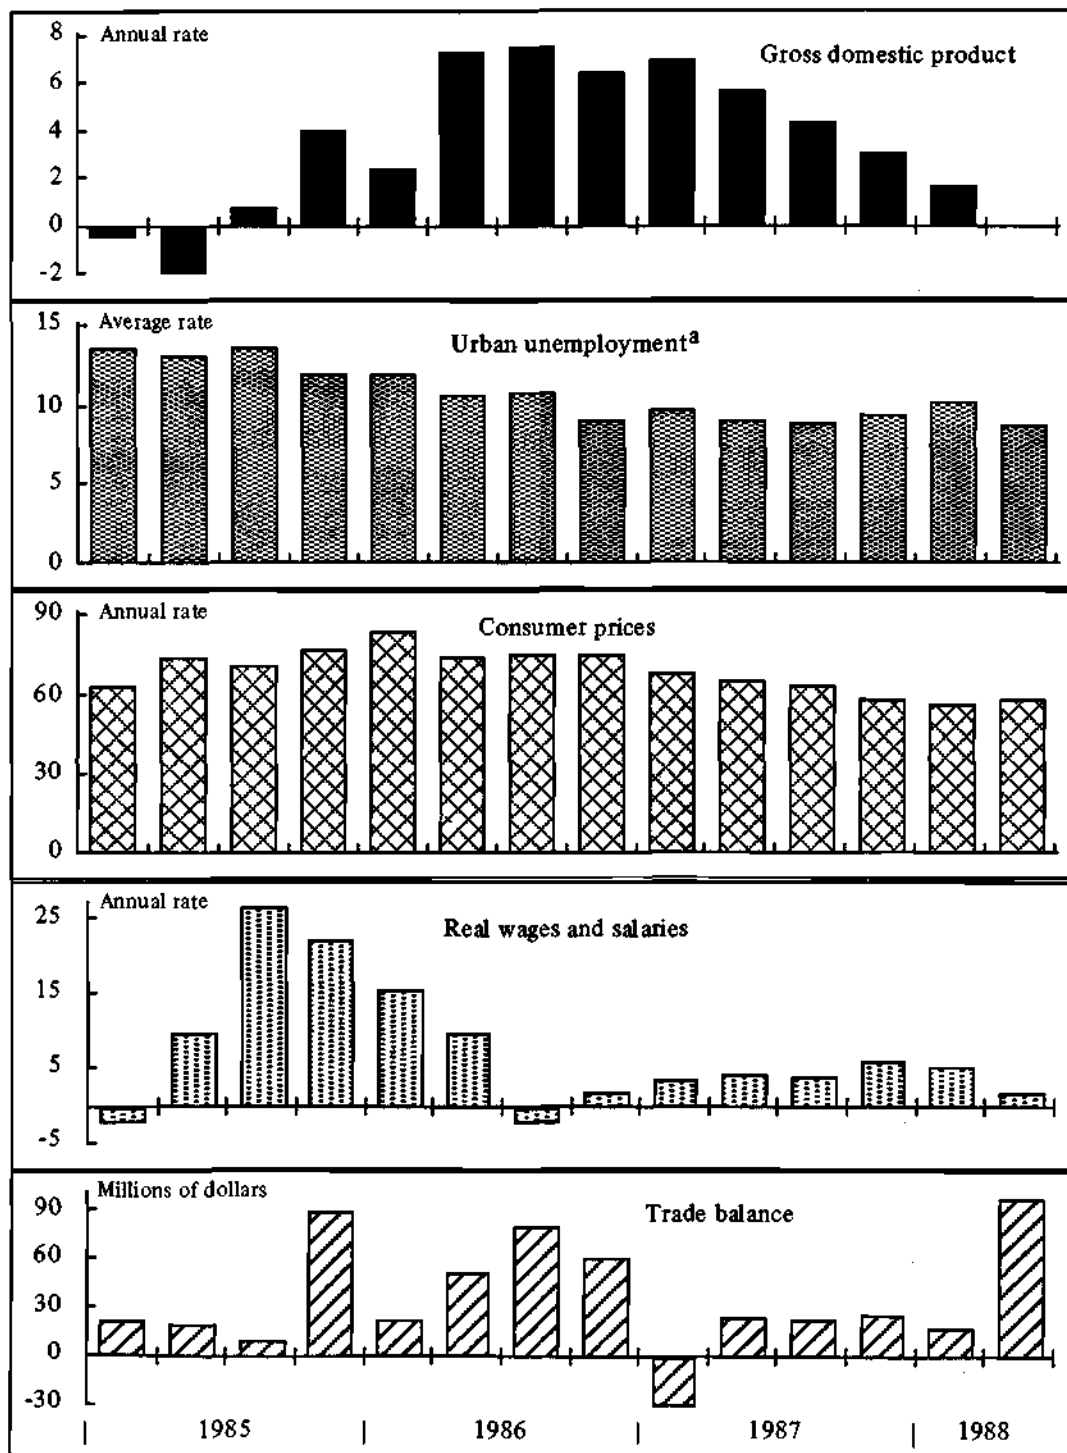 8 Annual rate
Gross domestic product
6
4
2
0
-2
15 Average rate
Urban unemploymentᵃ
10
5
0
90 Annual rate
Consumer prices
60
30
0
Annual rate
25
Real wages and salaries
15
5
-5
Millions of dollars
90
Trade balance
60
30
0
-30
1985 1986 1987 1988